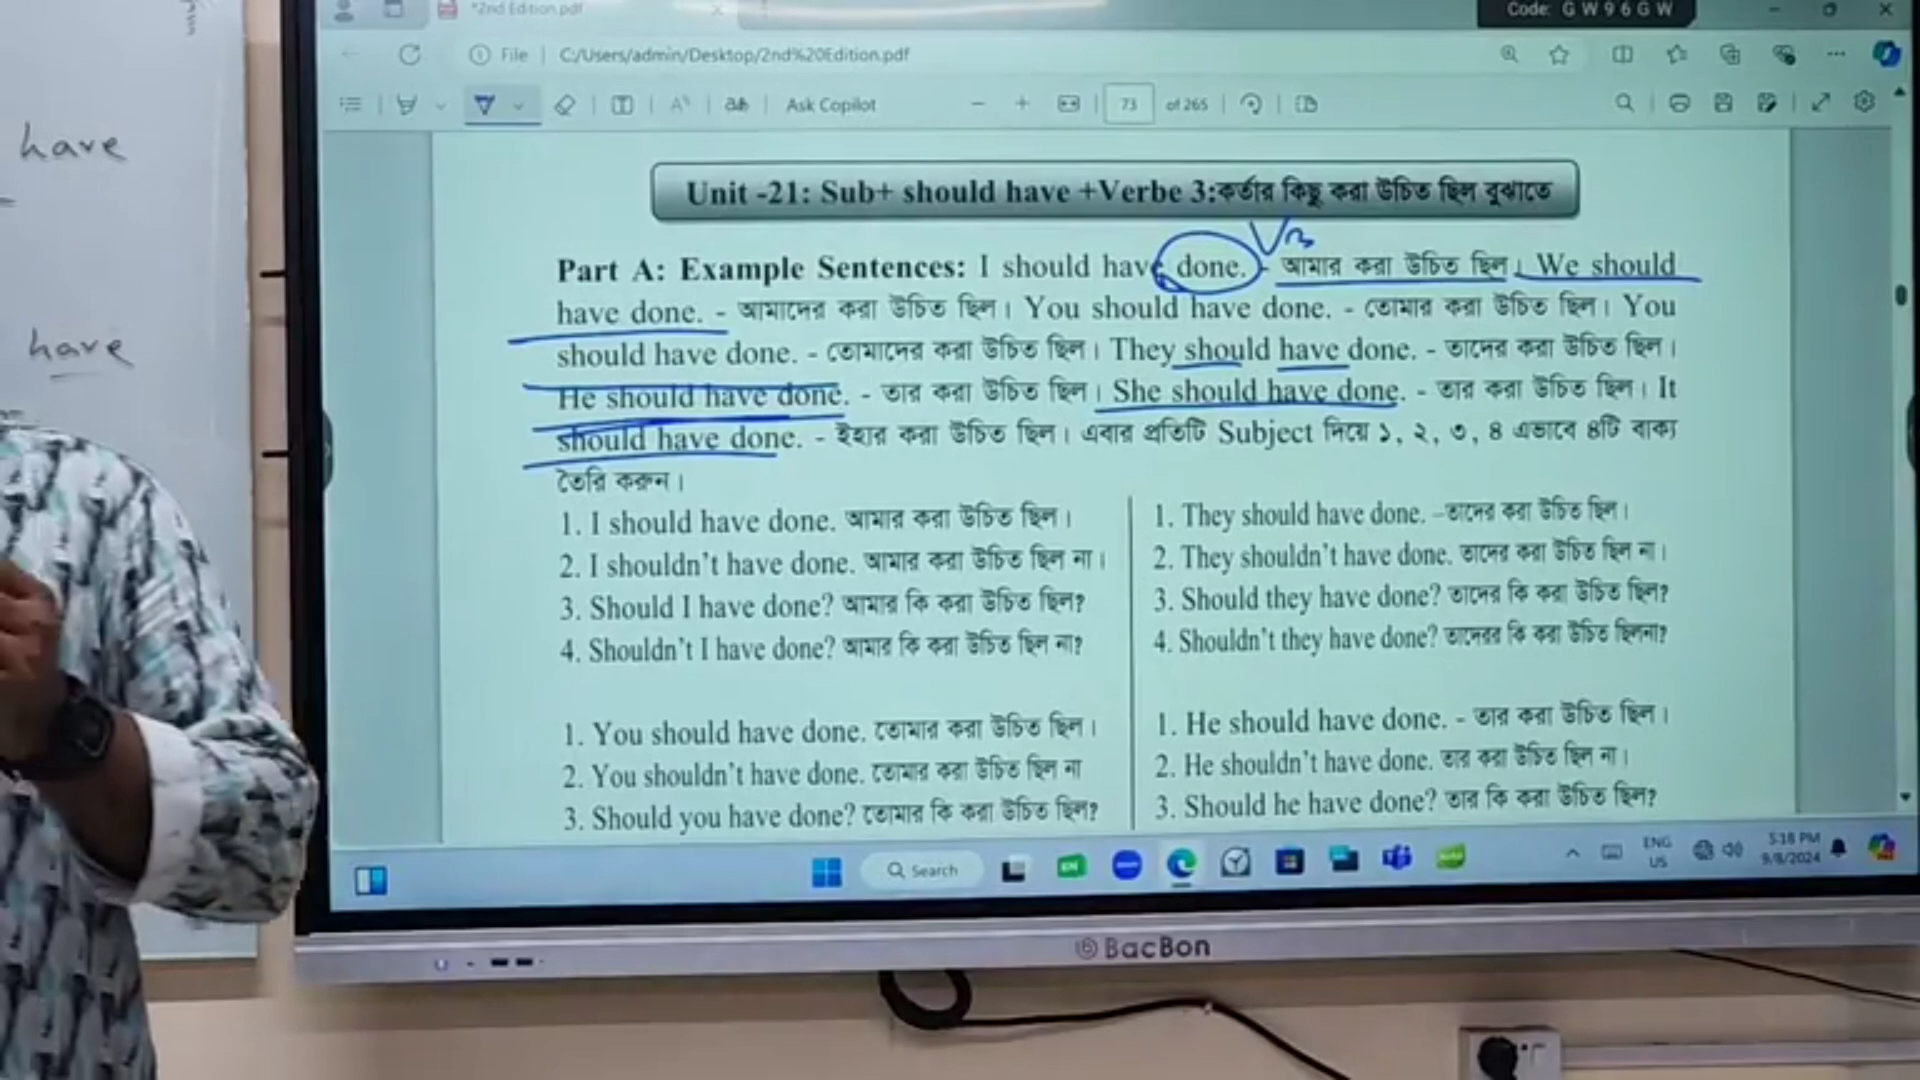 *2nd Edition.pdf
Code: G W 9 6 G W
File C:/Users/admin/Desktop/2nd%20Edition.pdf
Ask Copilot
73 of 265
have
have
Unit -21: Sub+ should have +Verbe 3:কর্তার কিছু করা উচিত ছিল বুঝাতে
V3
Part A: Example Sentences: I should have done. - আমার করা উচিত ছিল। We should
have done. - আমাদের করা উচিত ছিল। You should have done. - তোমার করা উচিত ছিল। You
should have done. - তোমাদের করা উচিত ছিল। They should have done. - তাদের করা উচিত ছিল।
He should have done. - তার করা উচিত ছিল। She should have done. - তার করা উচিত ছিল। It
should have done. - ইহার করা উচিত ছিল। এবার প্রতিটি Subject দিয়ে ১, ২, ৩, ৪ এভাবে ৪টি বাক্য
তৈরি করুন।
1. I should have done. আমার করা উচিত ছিল।
2. I shouldn't have done. আমার করা উচিত ছিল না।
3. Should I have done? আমার কি করা উচিত ছিল?
4. Shouldn't I have done? আমার কি করা উচিত ছিল না?
1. You should have done. তোমার করা উচিত ছিল।
2. You shouldn't have done. তোমার করা উচিত ছিল না
3. Should you have done? তোমার কি করা উচিত ছিল?
1. They should have done. –তাদের করা উচিত ছিল।
2. They shouldn't have done. তাদের করা উচিত ছিল না।
3. Should they have done? তাদের কি করা উচিত ছিল?
4. Shouldn't they have done? তাদেরর কি করা উচিত ছিলনা?
1. He should have done. - তার করা উচিত ছিল।
2. He shouldn't have done. তার করা উচিত ছিল না।
3. Should he have done? তার কি করা উচিত ছিল?
Search
ENG
US
5:18 PM
9/8/2024
BacBon